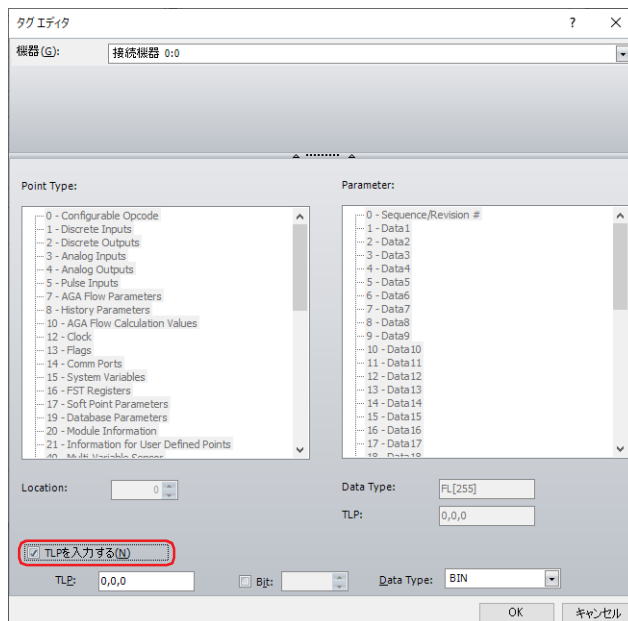 タグ エディタ ? ×
機器(G): 接続機器 0:0
Point Type:
0 - Configurable Opcode
1 - Discrete Inputs
2 - Discrete Outputs
3 - Analog Inputs
4 - Analog Outputs
5 - Pulse Inputs
7 - AGA Flow Parameters
8 - History Parameters
10 - AGA Flow Calculation Values
12 - Clock
13 - Flags
14 - Comm Ports
15 - System Variables
16 - FST Registers
17 - Soft Point Parameters
19 - Database Parameters
20 - Module Information
21 - Information for User Defined Points
40 - Multi Variable Sensor
Parameter:
0 - Sequence/Revision #
1 - Data1
2 - Data2
3 - Data3
4 - Data4
5 - Data5
6 - Data6
7 - Data7
8 - Data8
9 - Data9
10 - Data10
11 - Data11
12 - Data12
13 - Data13
14 - Data14
15 - Data15
16 - Data16
17 - Data17
18 - Data18
Location: 0
Data Type: FL[255]
TLP: 0,0,0
TLPを入力する(N)
TLP: 0,0,0 Bit: Data Type: BIN
OK キャンセル